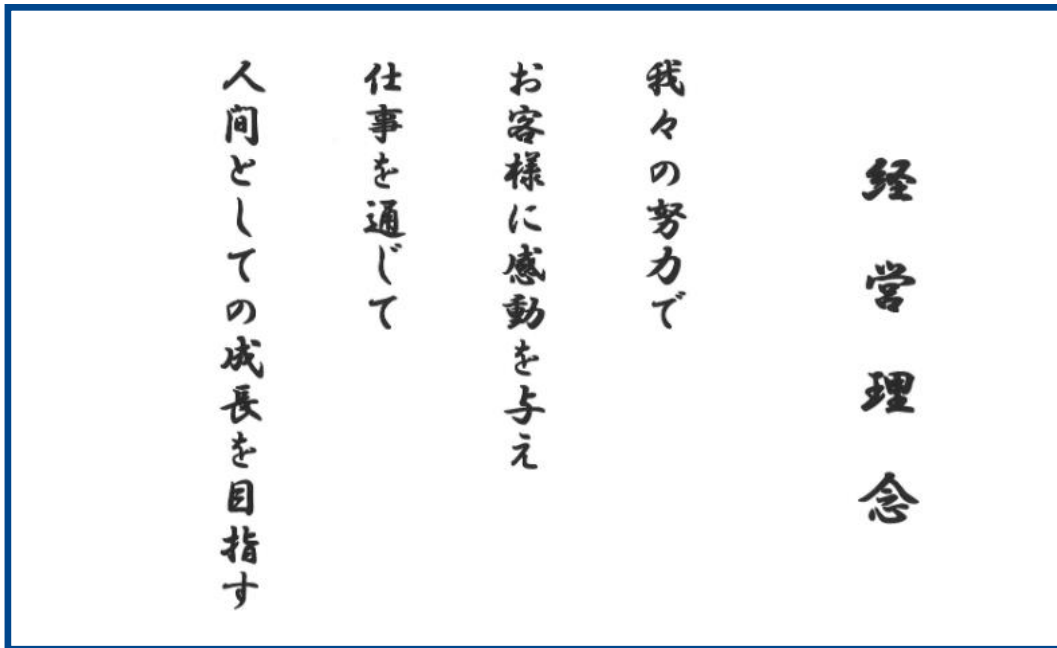 経営理念
我々の努力で
お客様に感動を与え
仕事を通じて
人間としての成長を目指す